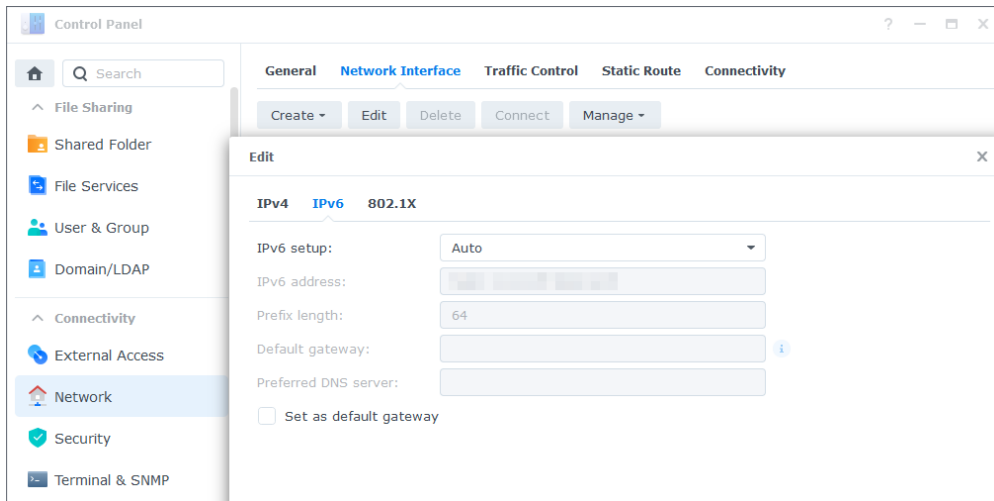 Control Panel
?
Search
General Network Interface Traffic Control Static Route Connectivity
File Sharing
Create Edit Delete Connect Manage
Shared Folder
File Services
User & Group
Domain/LDAP
Connectivity
External Access
Network
Security
Terminal & SNMP
Edit
IPv4 IPv6 802.1X
IPv6 setup: Auto
IPv6 address:
Prefix length: 64
Default gateway:
Preferred DNS server:
Set as default gateway